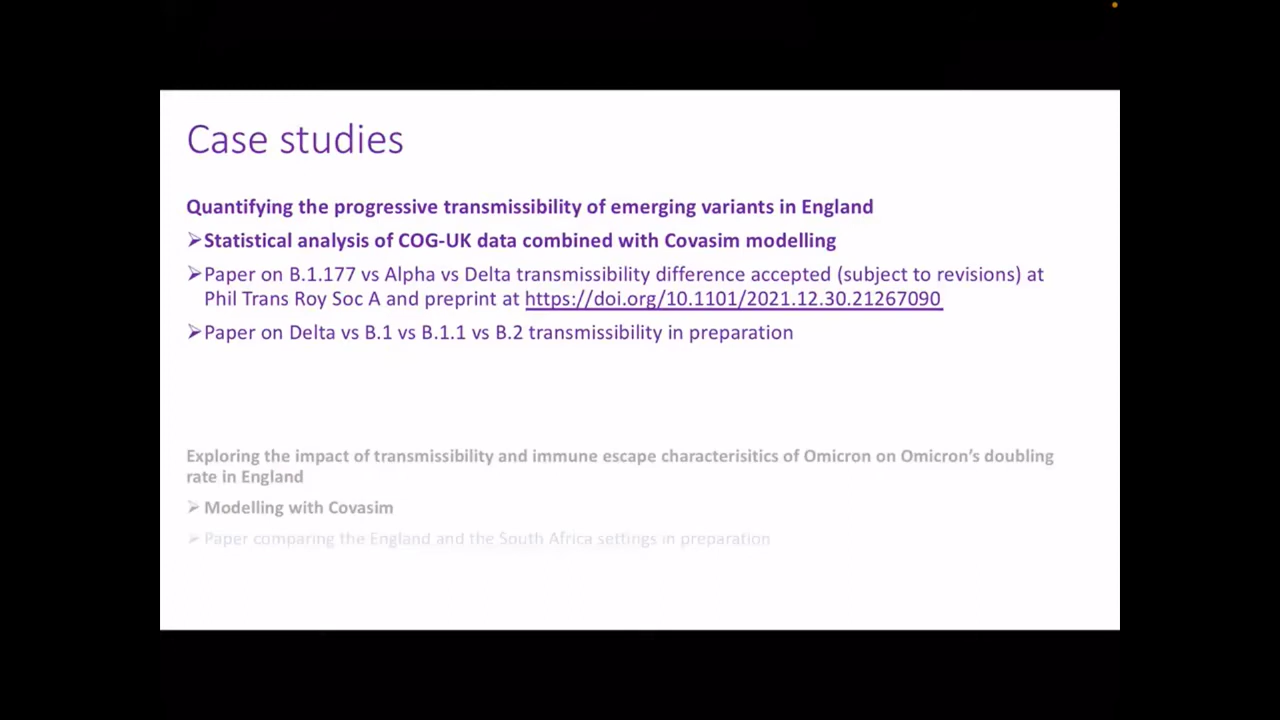 Case studies
Quantifying the progressive transmissibility of emerging variants in England
➢Statistical analysis of COG-UK data combined with Covasim modelling
➢Paper on B.1.177 vs Alpha vs Delta transmissibility difference accepted (subject to revisions) at
Phil Trans Roy Soc A and preprint at https://doi.org/10.1101/2021.12.30.21267090
➢Paper on Delta vs B.1 vs B.1.1 vs B.2 transmissibility in preparation
Exploring the impact of transmissibility and immune escape characterisitics of Omicron on Omicron's doubling
rate in England
➢ Modelling with Covasim
➢ Paper comparing the England and the South Africa settings in preparation